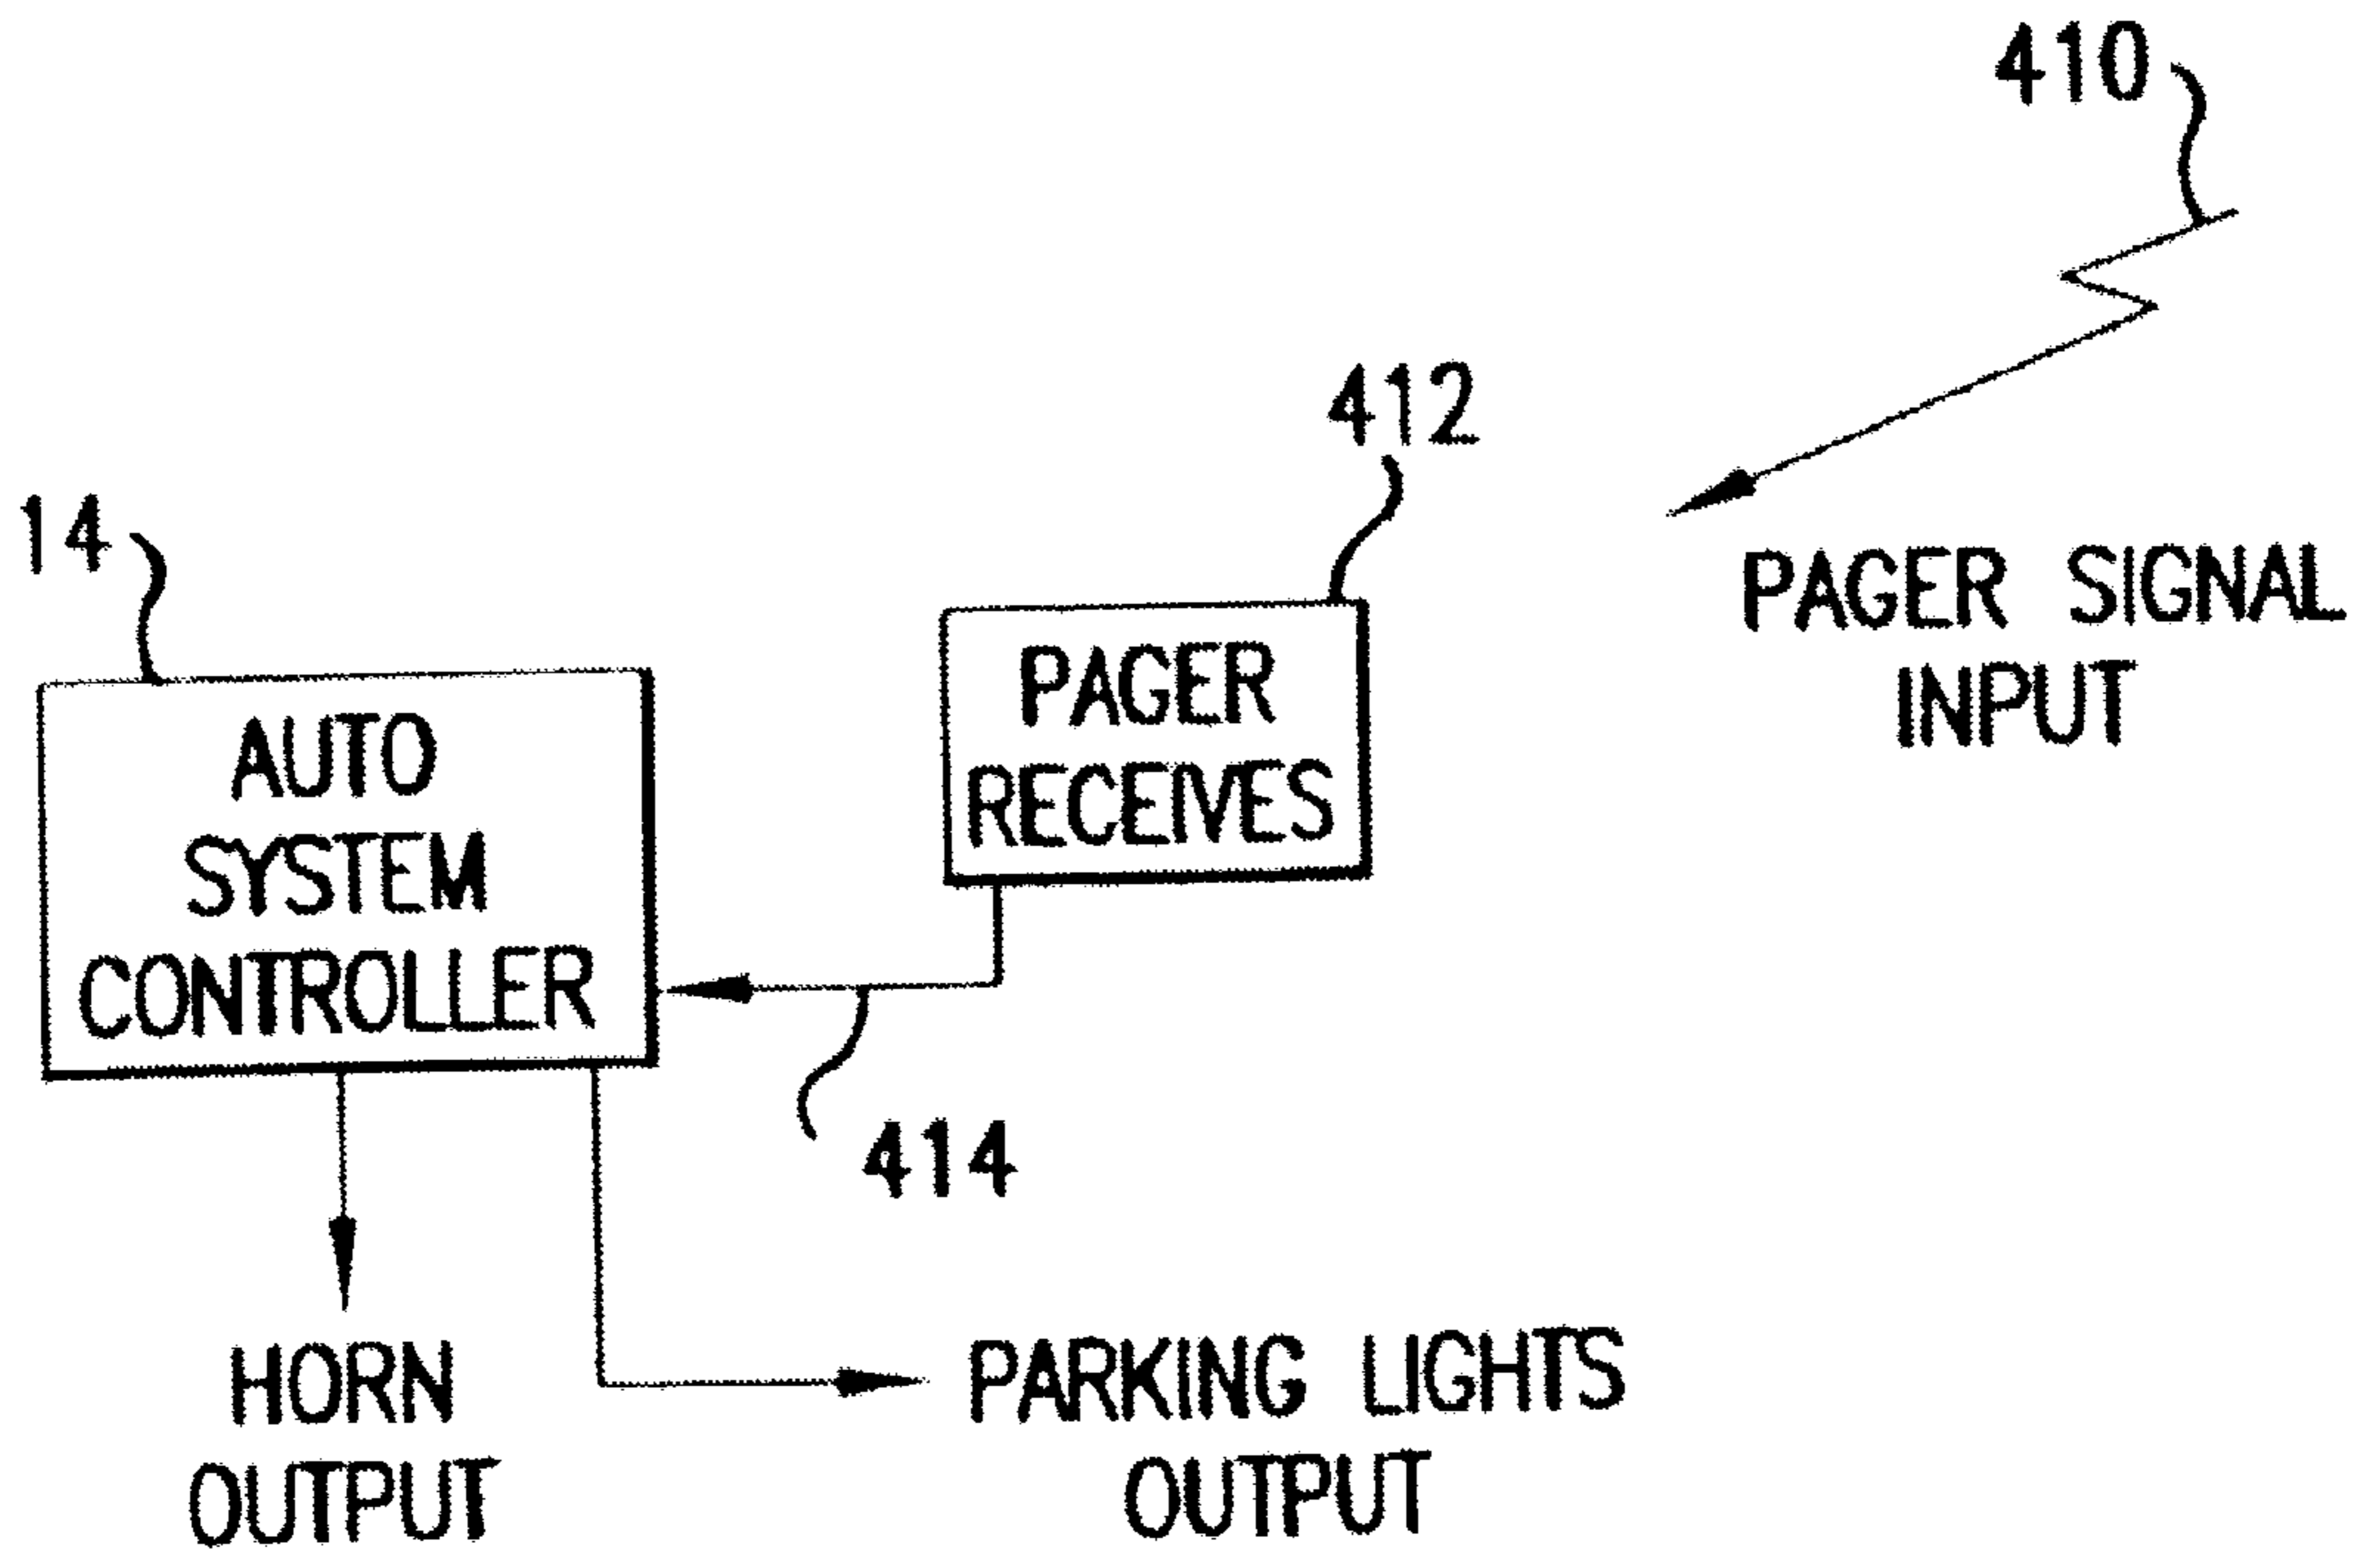 410
412
14
PAGER SIGNAL
INPUT
PAGER
RECEIVES
AUTO
SYSTEM
CONTROLLER
414
HORN
OUTPUT
PARKING LIGHTS
OUTPUT